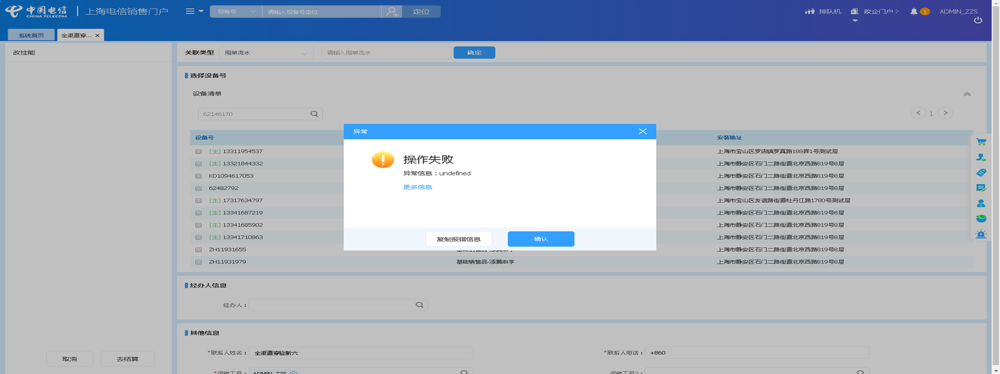 中国电信
CHINA TELECOM
上海电信销售门户
设备号
请输入设备号定位
定位
排队机
政企门户 >
1
ADMIN_ZZS
系统首页
全渠道穿...
改性能
关联类型
甩单流水
请输入甩单流水
确定
选择设备号
设备清单
62146170
1
设备号
安装地址
[主] 13311954537
上海市宝山区罗店镇罗真路188弄1号测试层
[主] 13321844332
上海市静安区石门二路街道北京西路819号8层
KD1094617053
上海市静安区石门二路街道北京西路819号8层
62482792
上海市静安区石门二路街道北京西路819号8层
[主] 17317634797
上海市宝山区友谊路街道牡丹江路1780号测试层
[主] 13341687219
上海市静安区石门二路街道北京西路819号8层
[主] 13341685902
上海市静安区石门二路街道北京西路819号8层
[主] 13341710863
上海市静安区石门二路街道北京西路819号8层
ZH11931655
基础销售品-添翼申学
上海市静安区石门二路街道北京西路819号8层
ZH11931979
基础销售品-添翼申学
上海市静安区石门二路街道北京西路819号8层
异常
操作失败
异常信息：undefined
更多信息
复制报错信息
确认
经办人信息
经办人：
其他信息
*联系人姓名：
全渠道穿验新六
*联系人电话：
+860
取消
去结算
*促销工号：
ADMIN_ZZS
促销工号2：